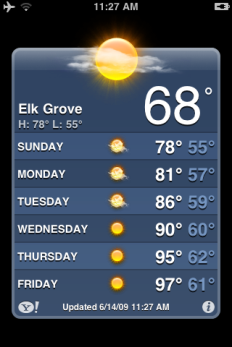 11:27 AM
Elk Grove
68°
H: 78° L: 55°
SUNDAY 78° 55°
MONDAY 81° 57°
TUESDAY 86° 59°
WEDNESDAY 90° 60°
THURSDAY 95° 62°
FRIDAY 97° 61°
Y! Updated 6/14/09 11:27 AM i